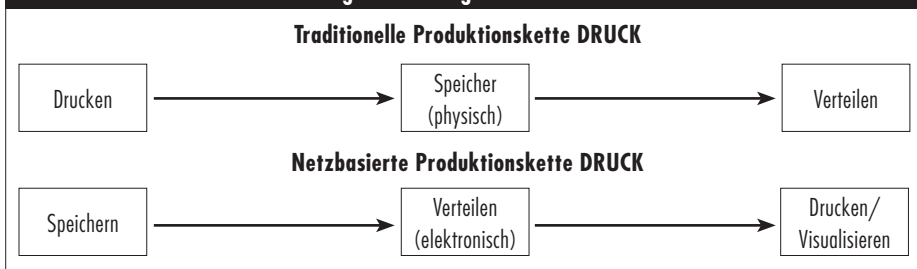 Traditionelle Produktionskette DRUCK
Drucken
Speicher
(physisch)
Verteilen
Netzbasierte Produktionskette DRUCK
Speichern
Verteilen
(elektronisch)
Drucken/
Visualisieren